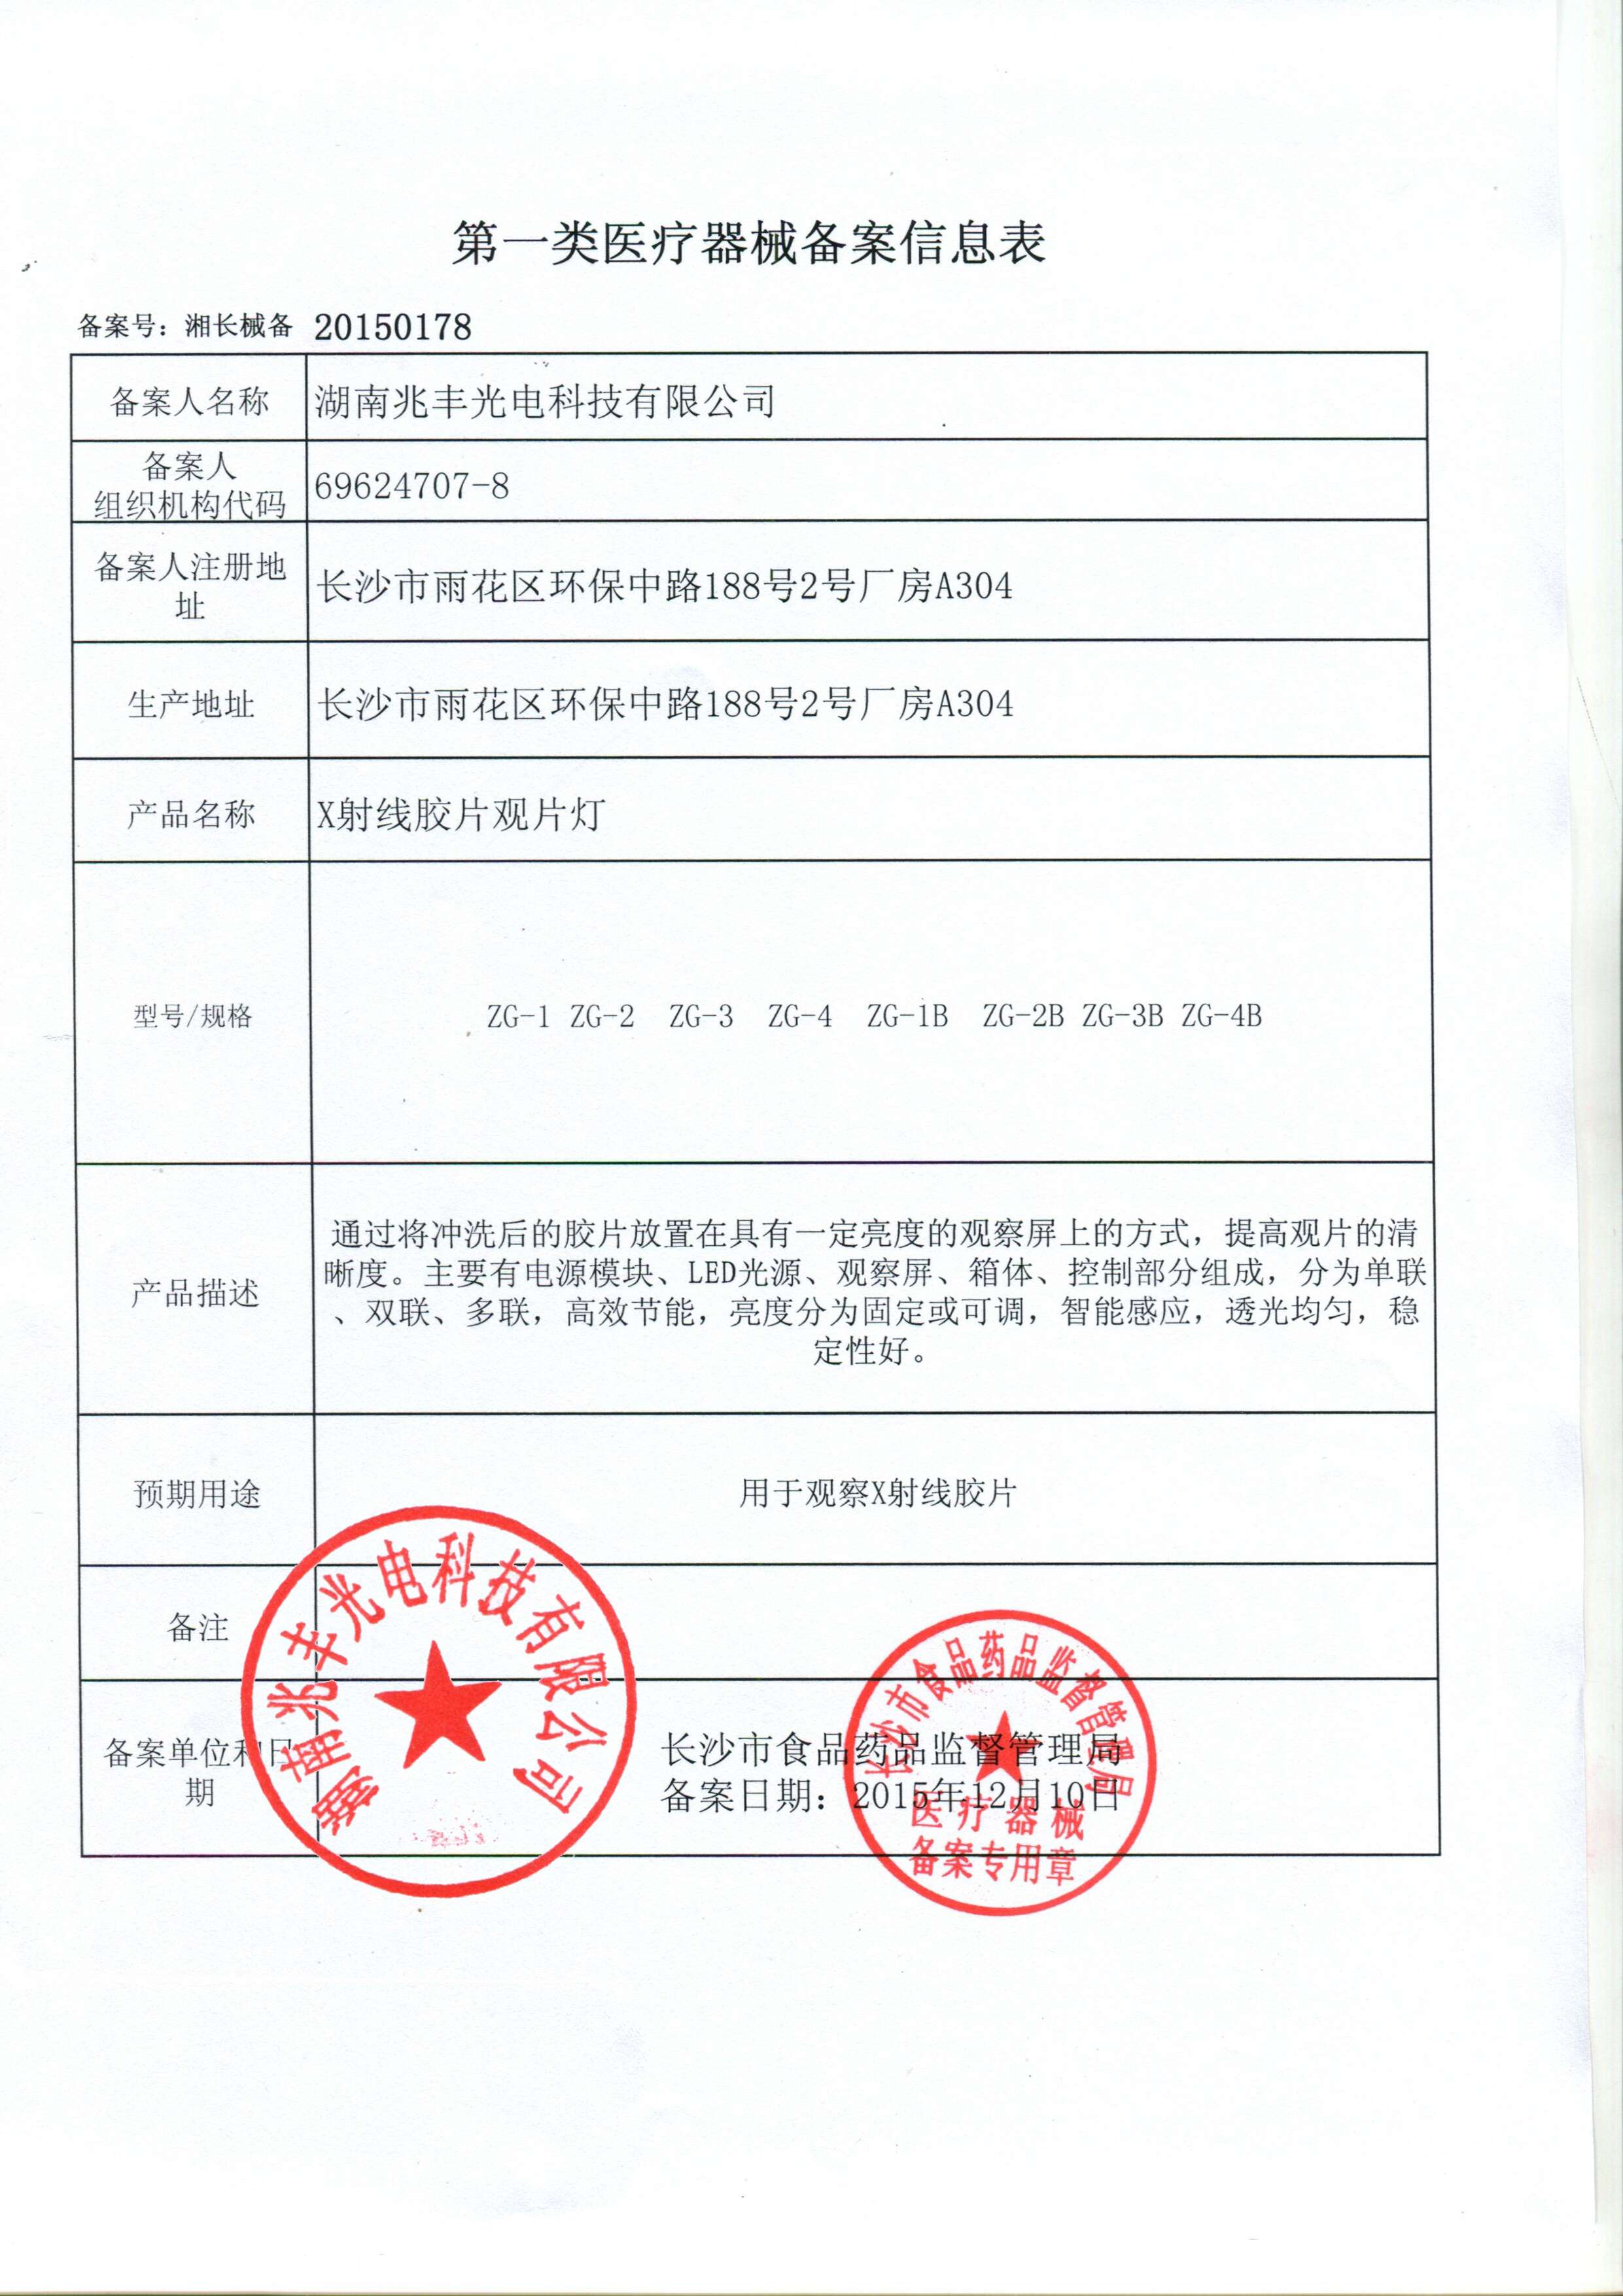 第一类医疗器械备案信息表
备案号：湘长械备 20150178
备案人名称 湖南兆丰光电科技有限公司
备案人
组织机构代码 69624707-8
备案人注册地
址 长沙市雨花区环保中路188号2号厂房A304
生产地址 长沙市雨花区环保中路188号2号厂房A304
产品名称 X射线胶片观片灯
型号/规格 ZG-1 ZG-2 ZG-3 ZG-4 ZG-1B ZG-2B ZG-3B ZG-4B
产品描述
通过将冲洗后的胶片放置在具有一定亮度的观察屏上的方式，提高观片的清
晰度。主要有电源模块、LED光源、观察屏、箱体、控制部分组成，分为单联
、双联、多联，高效节能，亮度分为固定或可调，智能感应，透光均匀，稳
定性好。
预期用途 用于观察X射线胶片
备注
备案单位和日
期
长沙市食品药品监督管理局
备案日期：2015年12月10日
湖南兆丰光电科技有限公司
长沙市食品药品监督管理局
医疗器械
备案专用章